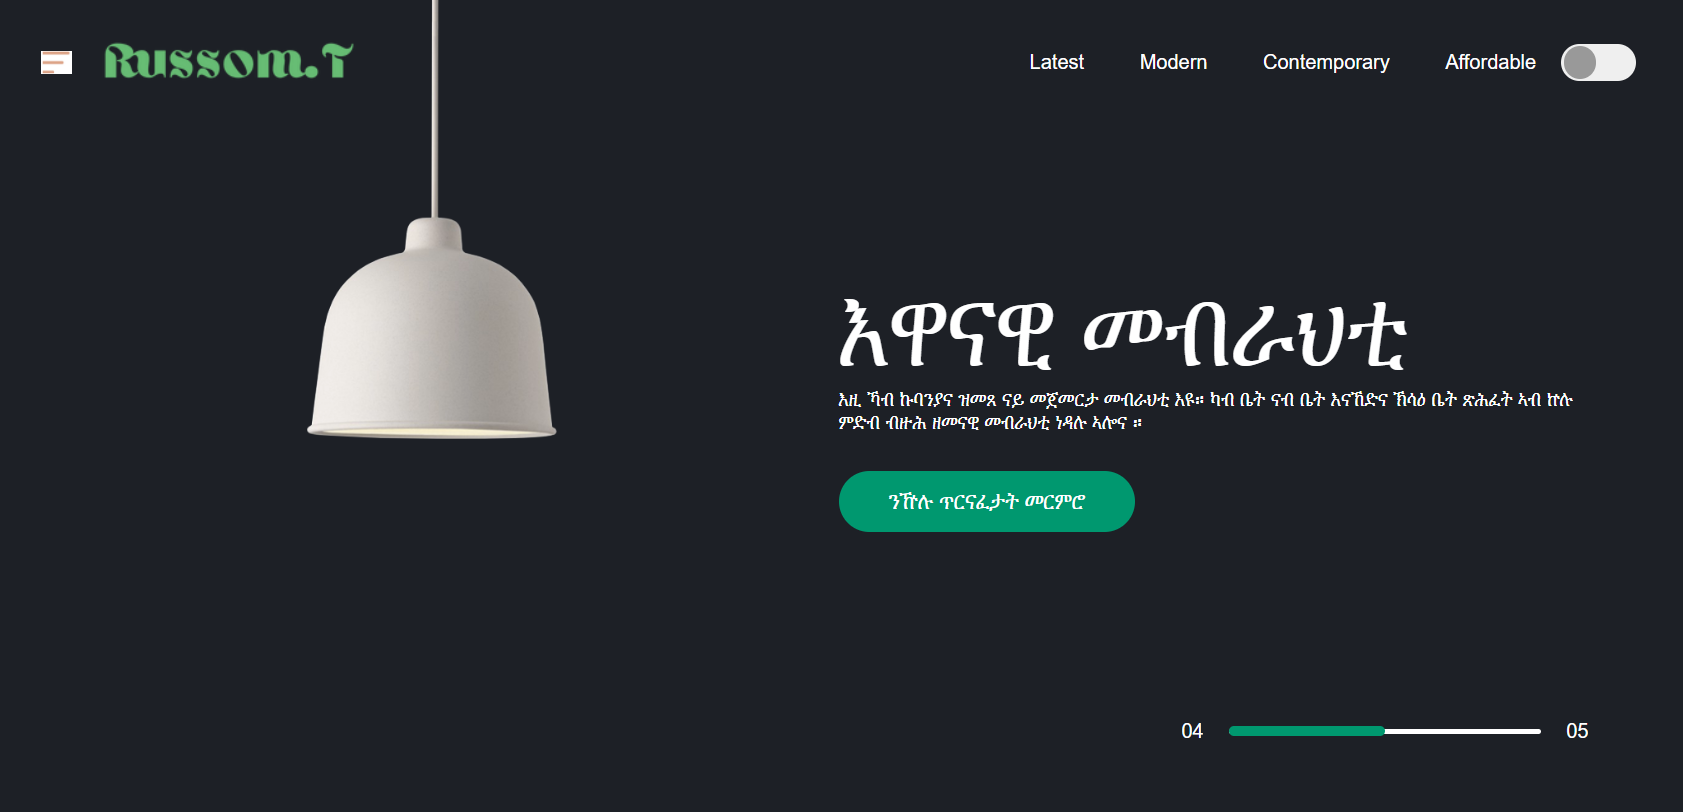 Russom.T
Latest
Modern
Contemporary
Affordable
እዋናዊ መብራህቲ
እዚ ኻብ ኩባንያና ዝመጸ ናይ መጀመርታ መብራህቲ እዩ። ካብ ቤት ናብ ቤት እናኸድና ኽሳዕ ቤት ጽሕፈት ኣብ ኵሉ
ምድብ ብዙሕ ዘመናዊ መብራህቲ ነዳሉ ኣሎና ።
ንዅሉ ጥርናፈታት መርምሮ
04
05